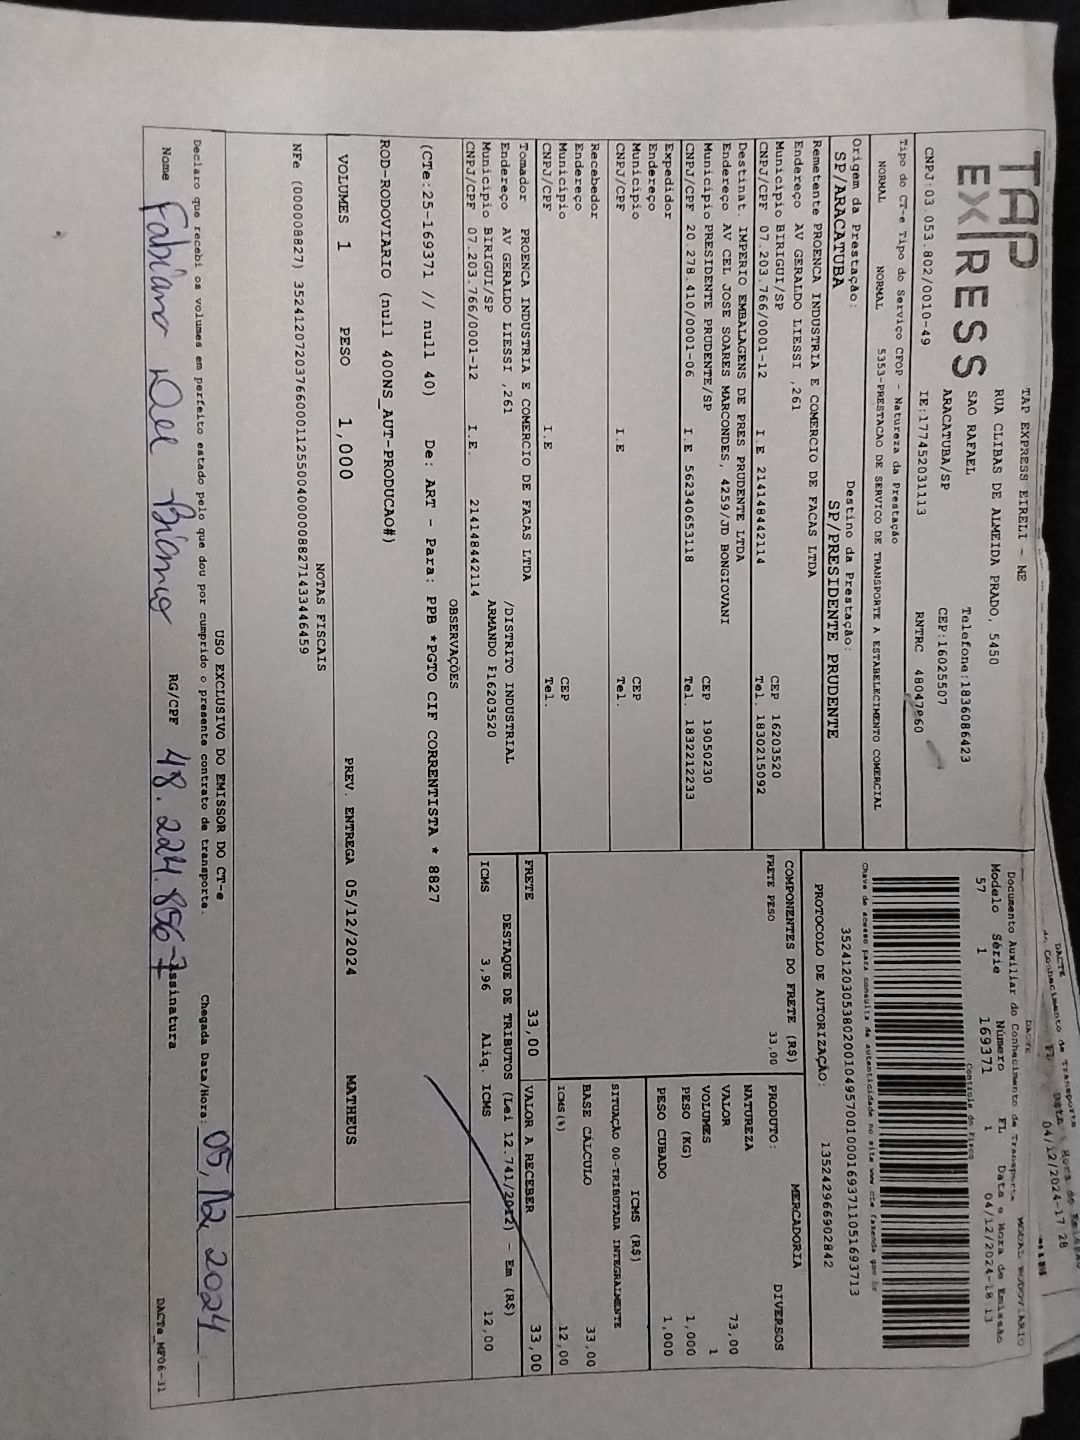 TAP
EXPRESS
TAP EXPRESS EIRELI - ME
RUA CLIBAS DE ALMEIDA PRADO, 5450
SAO RAFAEL
ARACATUBA/SP
Telefone:1836086423
CEP:16025507
CNPJ:03.053.802/0010-49 IE:177452031113 RNTRC
Tipo do CT-e Tipo do Serviço CFOP - Natureza da Prestação
NORMAL NORMAL 5353-PRESTACAO DE SERVICO DE TRANSPORTE A ESTABELECIMENTO COMERCIAL
Origem da Prestação: Destino da Prestação:
SP/ARACATUBA SP/PRESIDENTE PRUDENTE
Remetente PROENCA INDUSTRIA E COMERCIO DE FACAS LTDA
Endereço AV GERALDO LIESSI ,261
Município BIRIGUI/SP CEP 16203520
CNPJ/CPF 07.203.766/0001-12 I.E 214148442114 Tel. 1830215092
Destinat. IMPERIO EMBALAGENS DE PRES PRUDENTE LTDA
Endereço AV CEL JOSE SOARES MARCONDES, 4259/JD BONGIOVANI
Município PRESIDENTE PRUDENTE/SP CEP 19050230
CNPJ/CPF 20.278.410/0001-06 I.E 562340653118 Tel. 1832212233
Expedidor
Endereço
Município CEP
CNPJ/CPF I.E Tel.
Recebedor
Endereço
Município CEP
CNPJ/CPF I.E Tel.
Tomador PROENCA INDUSTRIA E COMERCIO DE FACAS LTDA
Endereço AV GERALDO LIESSI ,261 /DISTRITO INDUSTRIAL
Município BIRIGUI/SP ARMANDO F16203520
CNPJ/CPF 07.203.766/0001-12 I.E. 214148442114
DACTE
Documento Auxiliar do Conhecimento de Transporte MODAL RODOVIARIO
Modelo Série Número FL Data e Hora de Emissão
57 1 169371 1 04/12/2024-18 13
Controle do Fisco
Chave de acesso para consulta de autenticidade no site www.cte.fazenda.gov.br
35241203053802001049570010001693711051693713
PROTOCOLO DE AUTORIZAÇÃO: 135242966902842
COMPONENTES DO FRETE (R$)
FRETE PESO 33,00
PRODUTO: MERCADORIA
NATUREZA DIVERSOS
VALOR 73,00
VOLUMES 1
PESO (KG) 1,000
PESO CUBADO 1,000
ICMS (R$)
SITUAÇÃO 00-TRIBUTADA INTEGRALMENTE
BASE CÁLCULO 33,00
ICMS(%) 12,00
FRETE 33,00 VALOR A RECEBER 33,00
DESTAQUE DE TRIBUTOS (Lei 12.741/2012) - Em (R$)
ICMS 3,96 Aliq. ICMS 12,00
OBSERVAÇÕES
(CTe:25-169371 // null 40) De: ART - Para: PPB *PGTO CIF CORRENTISTA * 8827
ROD-RODOVIARIO (null 400NS_AUT-PRODUCAO#)
VOLUMES 1 PESO 1,000 PREV. ENTREGA 05/12/2024 MATHEUS
NOTAS FISCAIS
NFe (000008827) 35241207203766000112550040000088271433446459
USO EXCLUSIVO DO EMISSOR DO CT-e
Declaro que recebi os volumes em perfeito estado pelo que dou por cumprido o presente contrato de transporte. Chegada Data/Hora: 05,12 2024 :
Nome Fabiano Del Bianco RG/CPF 48.224.856-7 Assinatura
DACTe_MF06-31
DACTE
04/12/2024-17 28